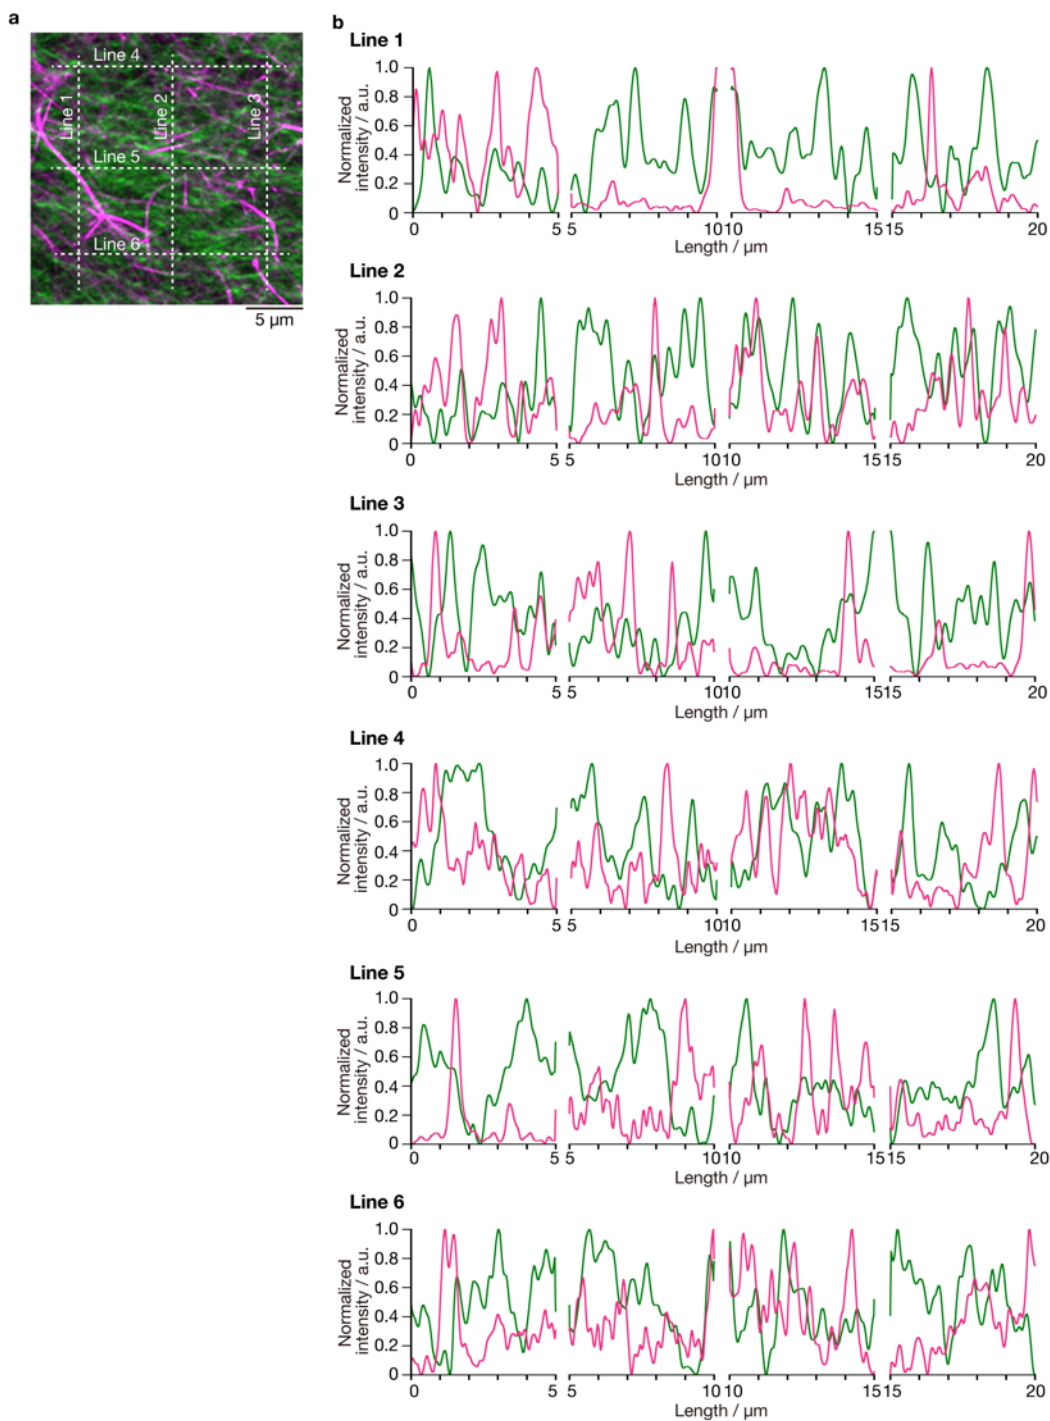 a
Line 4
Line 1
Line 2
Line 3
Line 5
Line 6
5 µm
b
Line 1
Normalized
intensity / a.u.
1.0
0.8
0.6
0.4
0.2
0
0 5 5 10 10 15 15 20
Length / µm
Line 2
Normalized
intensity / a.u.
1.0
0.8
0.6
0.4
0.2
0
0 5 5 10 10 15 15 20
Length / µm
Line 3
Normalized
intensity / a.u.
1.0
0.8
0.6
0.4
0.2
0
0 5 5 10 10 15 15 20
Length / µm
Line 4
Normalized
intensity / a.u.
1.0
0.8
0.6
0.4
0.2
0
0 5 5 10 10 15 15 20
Length / µm
Line 5
Normalized
intensity / a.u.
1.0
0.8
0.6
0.4
0.2
0
0 5 5 10 10 15 15 20
Length / µm
Line 6
Normalized
intensity / a.u.
1.0
0.8
0.6
0.4
0.2
0
0 5 5 10 10 15 15 20
Length / µm